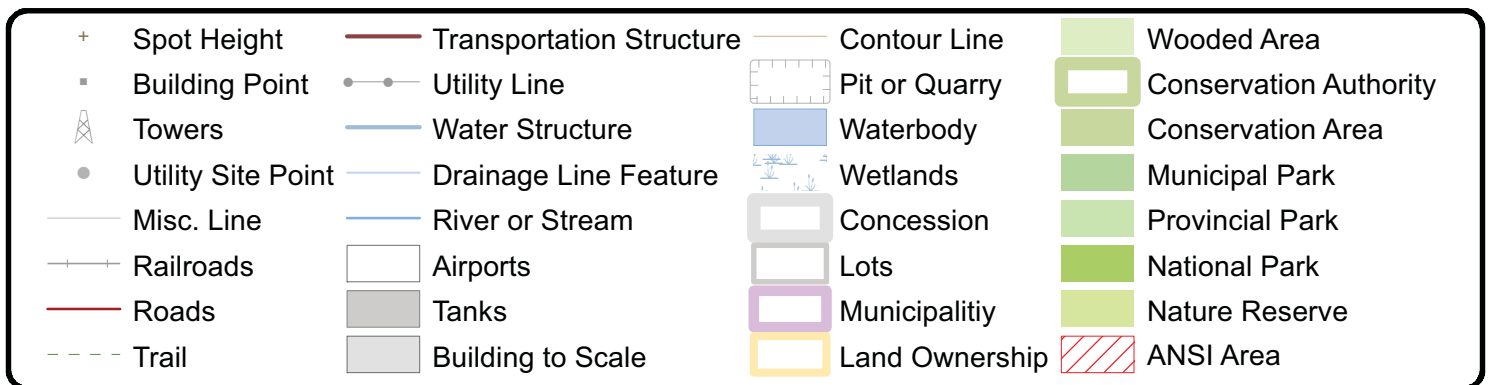 Spot Height
Building Point
Towers
Utility Site Point
Misc. Line
Railroads
Roads
Trail
Transportation Structure
Utility Line
Water Structure
Drainage Line Feature
River or Stream
Airports
Tanks
Building to Scale
Contour Line
Pit or Quarry
Waterbody
Wetlands
Concession
Lots
Municipalitiy
Land Ownership
Wooded Area
Conservation Authority
Conservation Area
Municipal Park
Provincial Park
National Park
Nature Reserve
ANSI Area